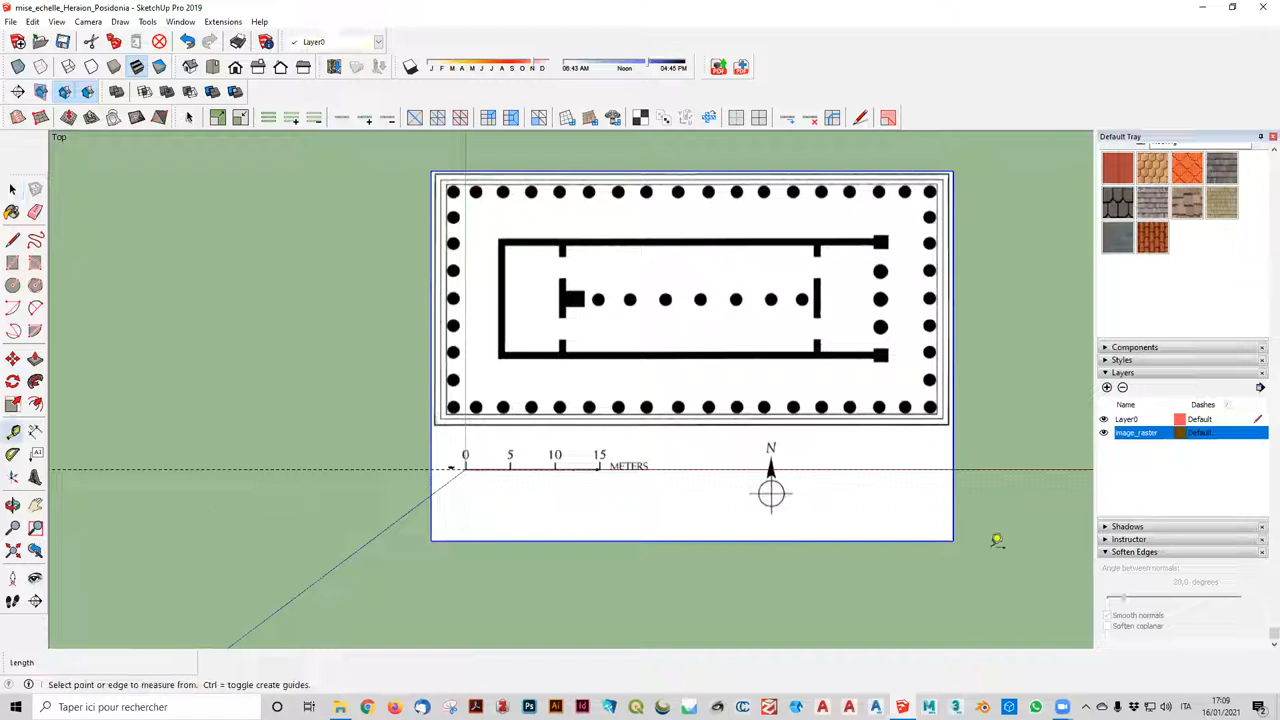 mise_echelle_Heraion_Posidonia - SketchUp Pro 2019
File Edit View Camera Draw Tools Window Extensions Help
Layer0
J F M A M J J A S O N D
06:43 AM Noon 04:45 PM
Top
Default Tray
Components
Styles
Layers
Name Dashes
Layer0 Default
image_raster Default
N
0 5 10 15 METERS
Shadows
Instructor
Soften Edges
Angle between normals:
20,0 degrees
Smooth normals
Soften coplanar
length
Select point or edge to measure from. Ctrl = toggle create guides.
Taper ici pour rechercher
ITA
17:09
16/01/2021